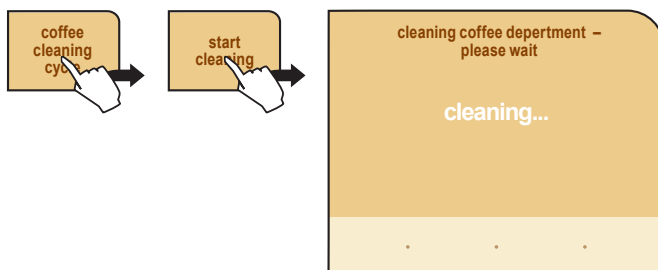 coffee
cleaning
cycle
start
cleaning
cleaning coffee depertment –
please wait
cleaning...